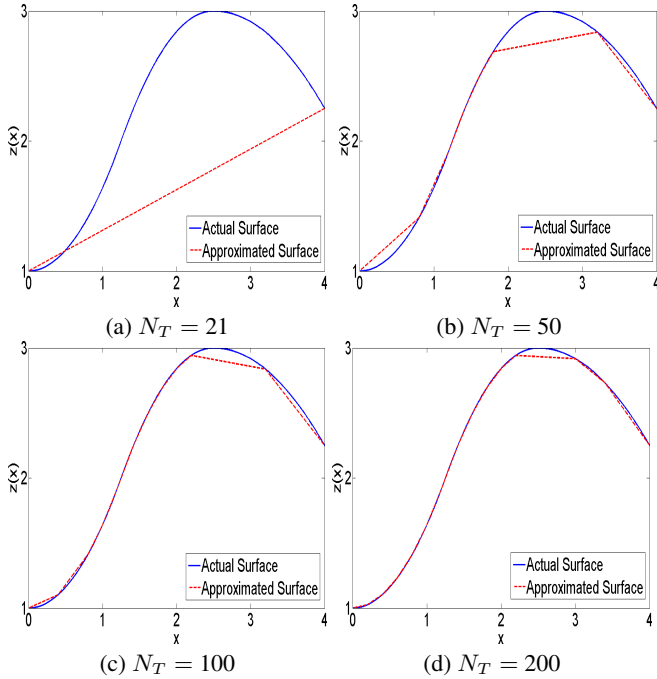 3
2
1
z(x)
0 1 2 3 4
x
Actual Surface
Approximated Surface
(a) N_T = 21
3
2
1
z(x)
0 1 2 3 4
x
Actual Surface
Approximated Surface
(b) N_T = 50
3
2
1
z(x)
0 1 2 3 4
x
Actual Surface
Approximated Surface
(c) N_T = 100
3
2
1
z(x)
0 1 2 3 4
x
Actual Surface
Approximated Surface
(d) N_T = 200